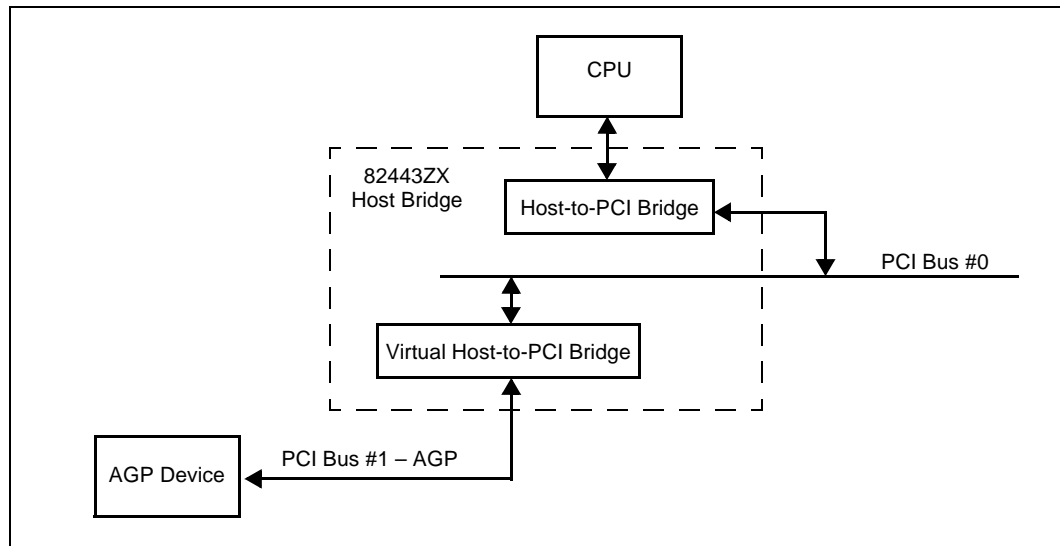 CPU
82443ZX
Host Bridge
Host-to-PCI Bridge
PCI Bus #0
Virtual Host-to-PCI Bridge
PCI Bus #1 – AGP
AGP Device